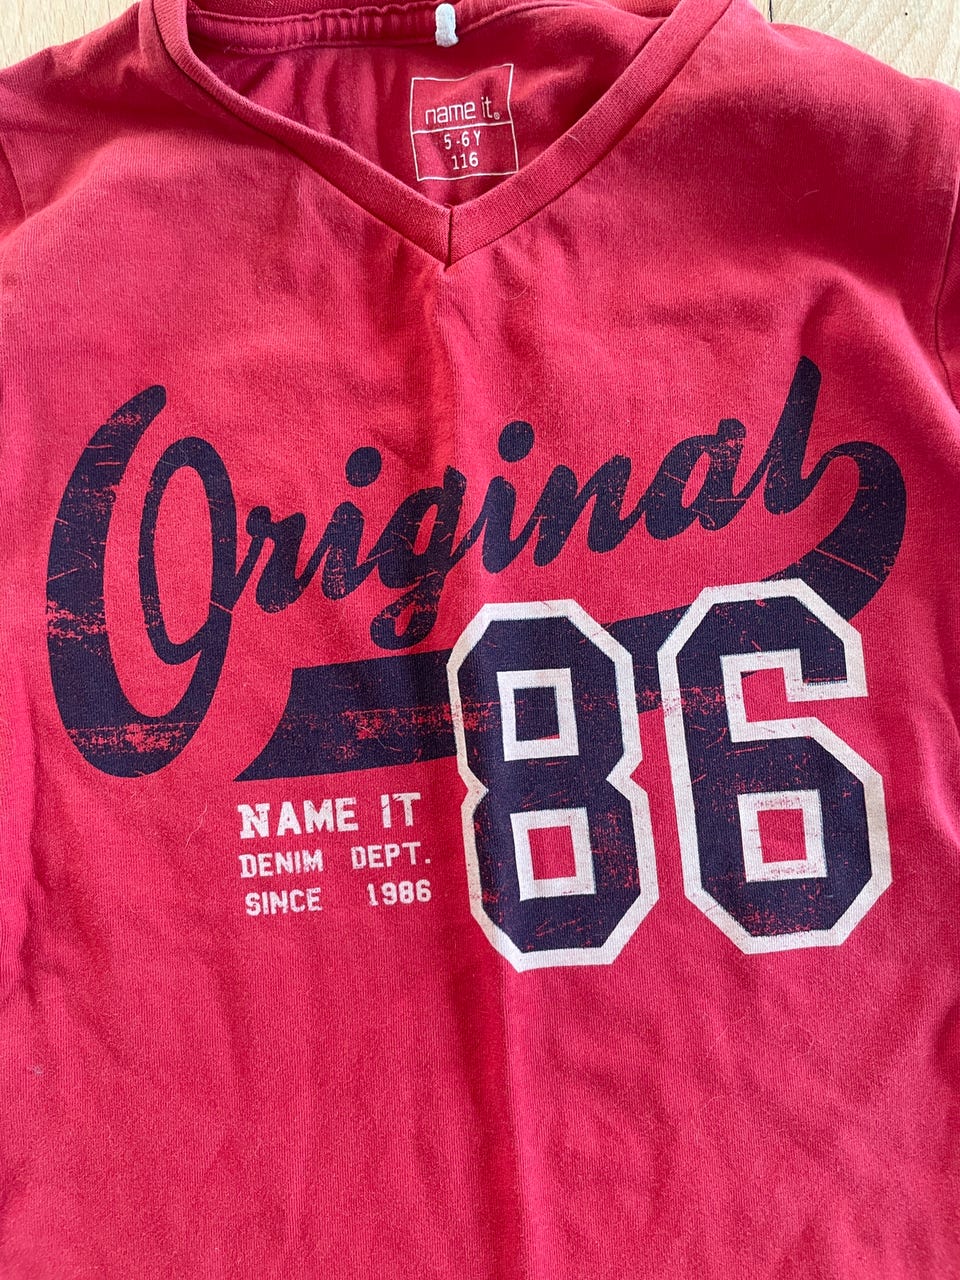 name it®
5-6Y
116
Original
86
NAME IT
DENIM DEPT.
SINCE 1986